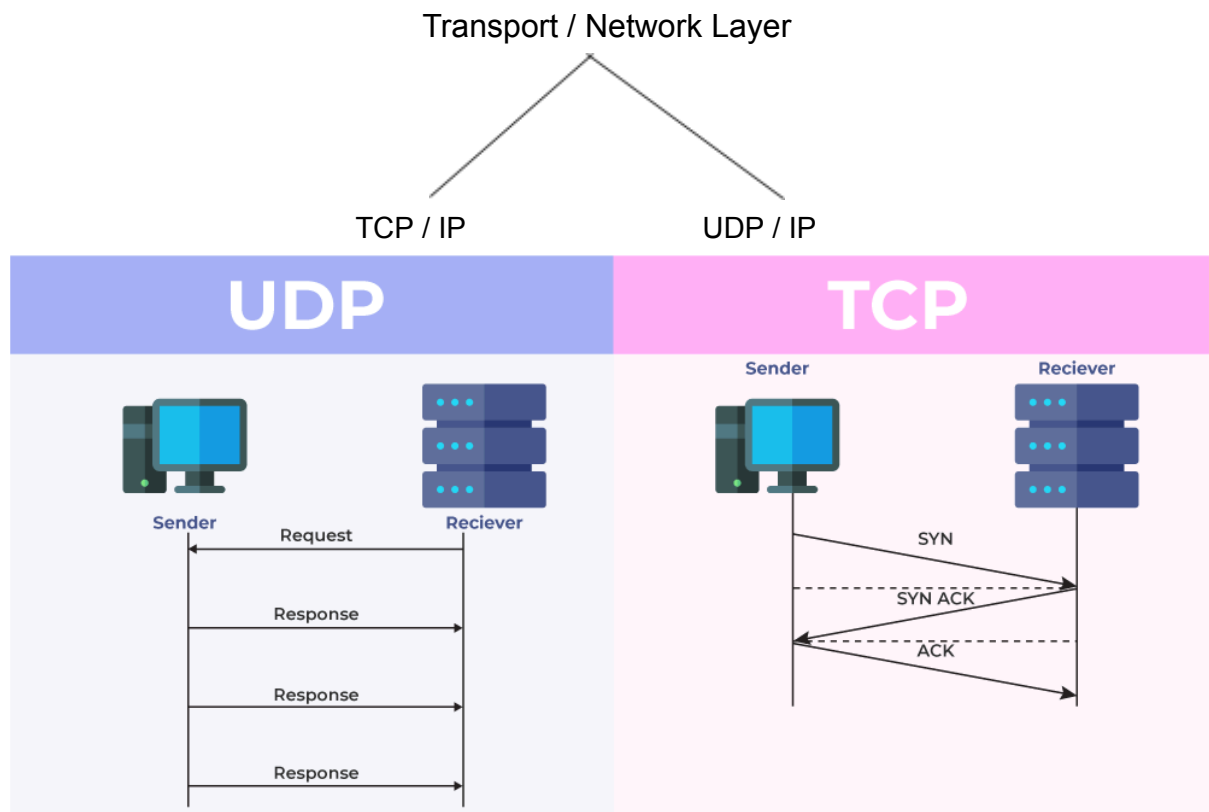 Transport / Network Layer
TCP / IP
UDP / IP
UDP
TCP
Sender
Reciever
Request
Response
Response
Response
Sender
Reciever
SYN
SYN ACK
ACK